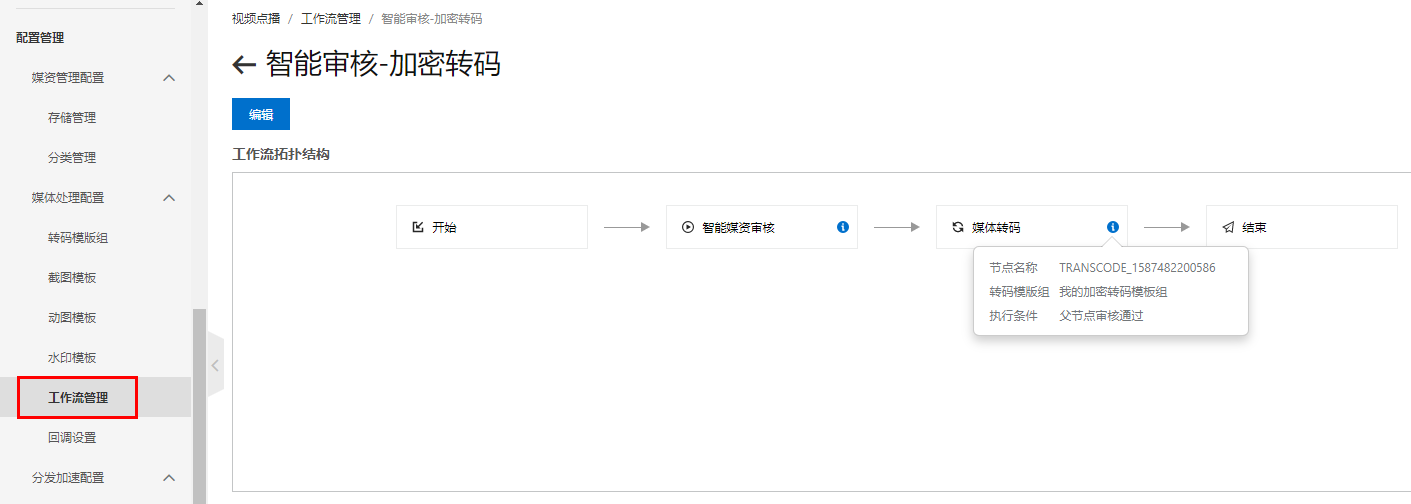 配置管理
媒资管理配置
存储管理
分类管理
媒体处理配置
转码模版组
截图模板
动图模板
水印模板
工作流管理
回调设置
分发加速配置
视频点播 / 工作流管理 / 智能审核-加密转码
智能审核-加密转码
编辑
工作流拓扑结构
开始
智能媒资审核
媒体转码
结束
节点名称 TRANSCODE_1587482200586
转码模版组 我的加密转码模板组
执行条件 父节点审核通过